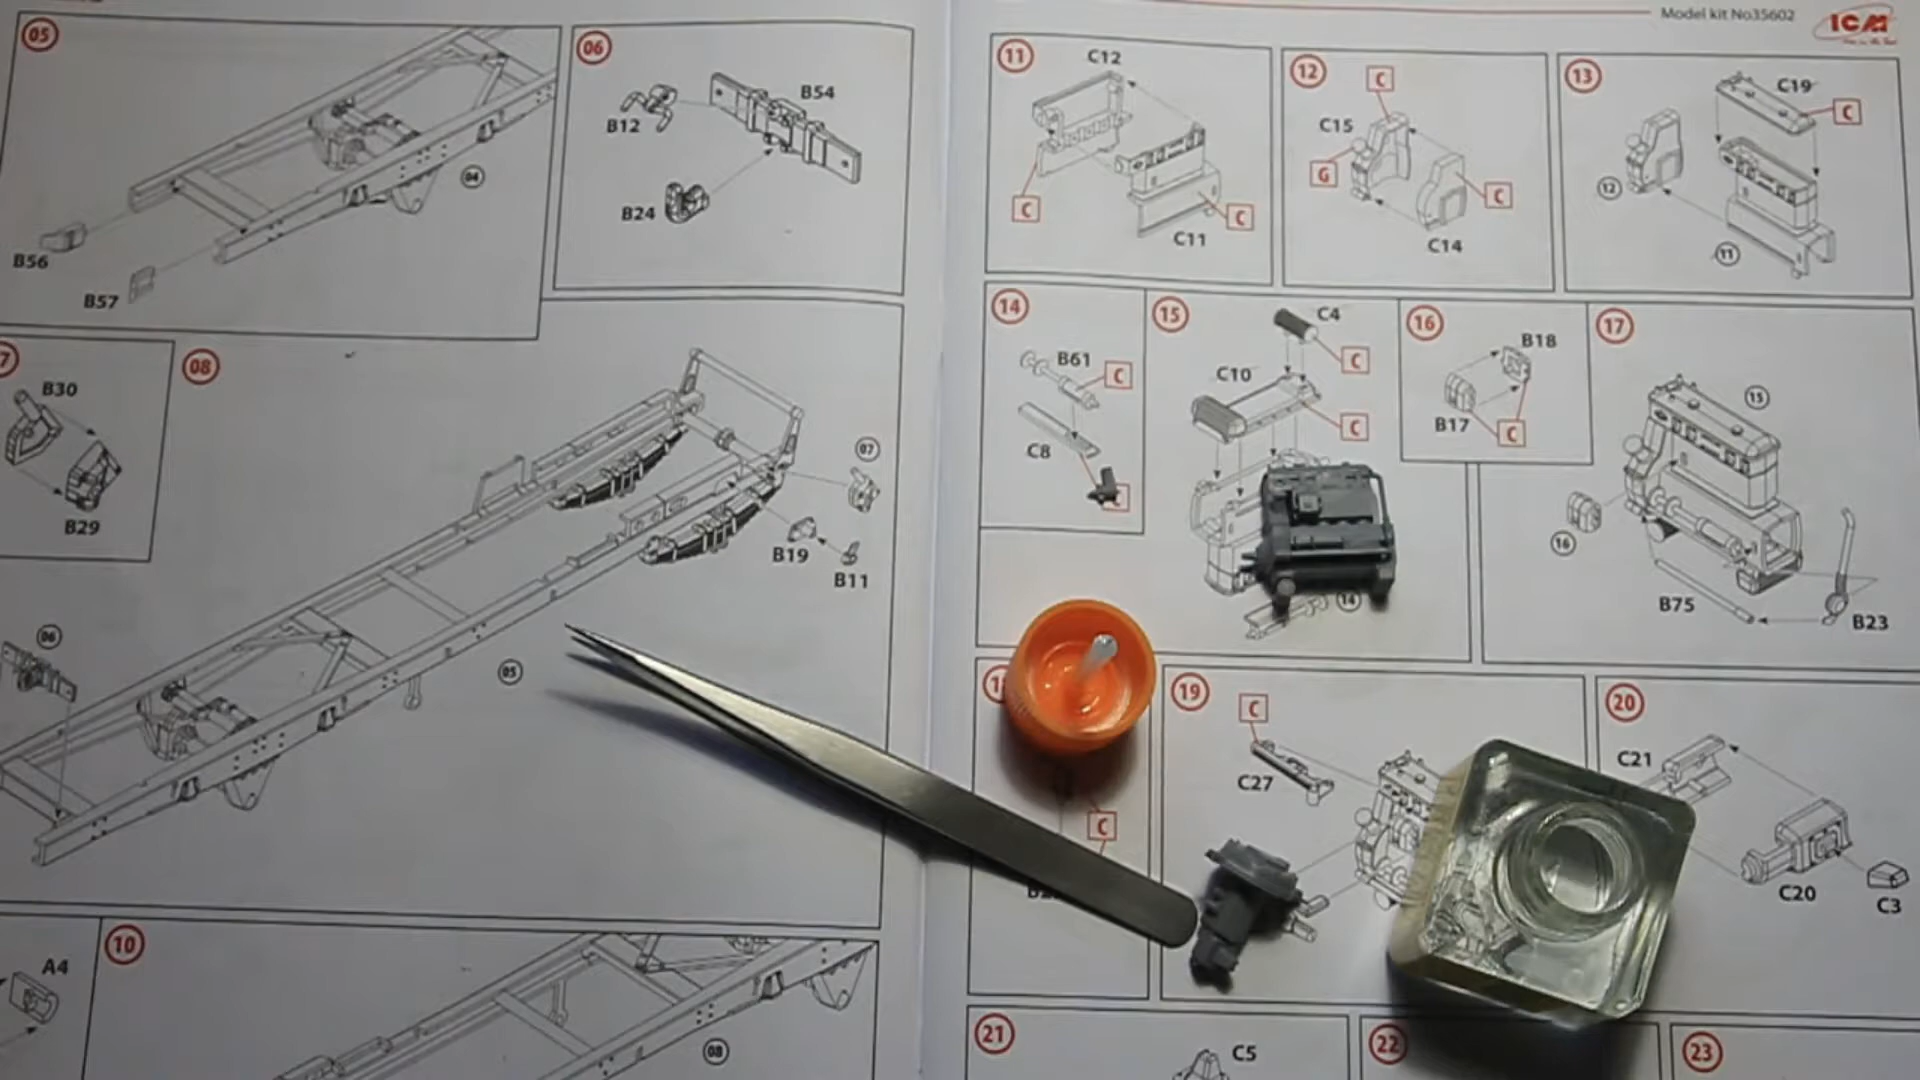 05
04
B56
B57
06
B12
B54
B24
7
B30
B29
08
07
B19
B11
06
05
A4
10
08
Model kit No35602
ICM
11
C12
C
C
C11
12
C
C15
G
C
C14
13
C19
C
12
11
14
B61
C
C8
C
15
C4
C
C10
C
14
16
B18
B17
C
17
15
16
B75
B23
C
19
C
C27
20
C21
C20
C3
21
C5
22
23